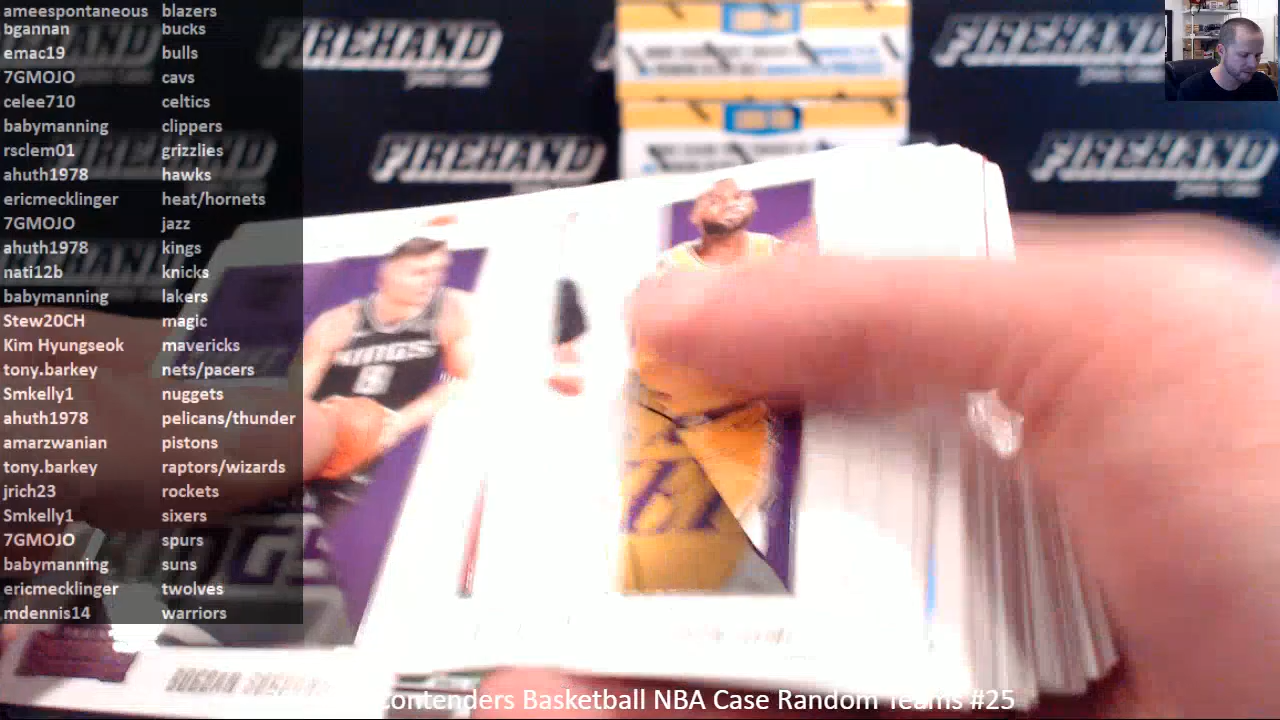 ameespontaneous blazers
bgannan bucks
emac19 bulls
7GMOJO cavs
celee710 celtics
babymanning clippers
rsclem01 grizzlies
ahuth1978 hawks
ericmecklinger heat/hornets
7GMOJO jazz
ahuth1978 kings
nati12b knicks
babymanning lakers
Stew20CH magic
Kim Hyungseok mavericks
tony.barkey nets/pacers
Smkelly1 nuggets
ahuth1978 pelicans/thunder
amarzwanian pistons
tony.barkey raptors/wizards
jrich23 rockets
Smkelly1 sixers
7GMOJO spurs
babymanning suns
ericmecklinger twolves
mdennis14 warriors
FIREHAND
FIREHAND
FIREHAND
FIREHAND
KINGS
8
BOGDAN
Contenders Basketball NBA Case Random Teams #25